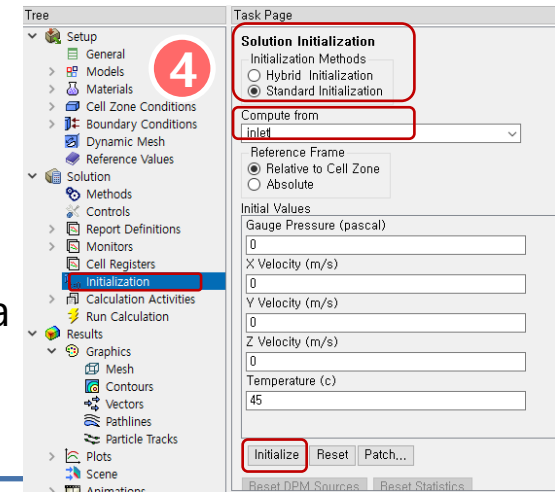 Tree
Setup
General
Models
Materials
Cell Zone Conditions
Boundary Conditions
Dynamic Mesh
Reference Values
Solution
Methods
Controls
Report Definitions
Monitors
Cell Registers
Initialization
Calculation Activities
Run Calculation
Results
Graphics
Mesh
Contours
Vectors
Pathlines
Particle Tracks
Plots
Scene
Animations
4
a
Task Page
Solution Initialization
Initialization Methods
Hybrid Initialization
Standard Initialization
Compute from
inlet
Reference Frame
Relative to Cell Zone
Absolute
Initial Values
Gauge Pressure (pascal)
0
X Velocity (m/s)
0
Y Velocity (m/s)
0
Z Velocity (m/s)
0
Temperature (c)
45
Initialize Reset Patch...
Reset DPM Sources Reset Statistics